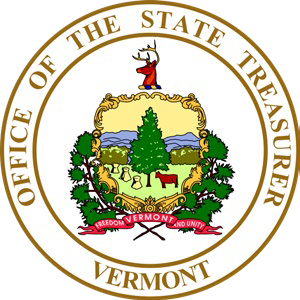 OFFICE OF THE STATE TREASURER
FREEDOM VERMONT AND UNITY
VERMONT